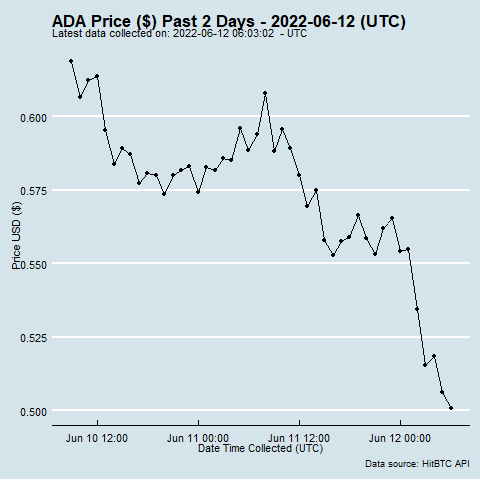 ADA Price ($) Past 2 Days - 2022-06-12 (UTC)
Latest data collected on: 2022-06-12 06:03:02 - UTC
Price USD ($)
0.600
0.575
0.550
0.525
0.500
Jun 10 12:00 Jun 11 00:00 Jun 11 12:00 Jun 12 00:00
Date Time Collected (UTC)
Data source: HitBTC API